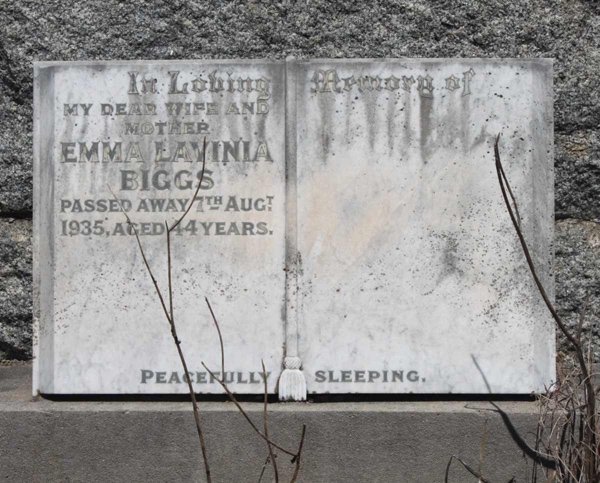 In Loving Memory of
MY DEAR WIFE AND
MOTHER
EMMA LAVINIA
BIGGS
PASSED AWAY 7TH AUGT
1935, AGED 44 YEARS.
PEACEFULLY SLEEPING.